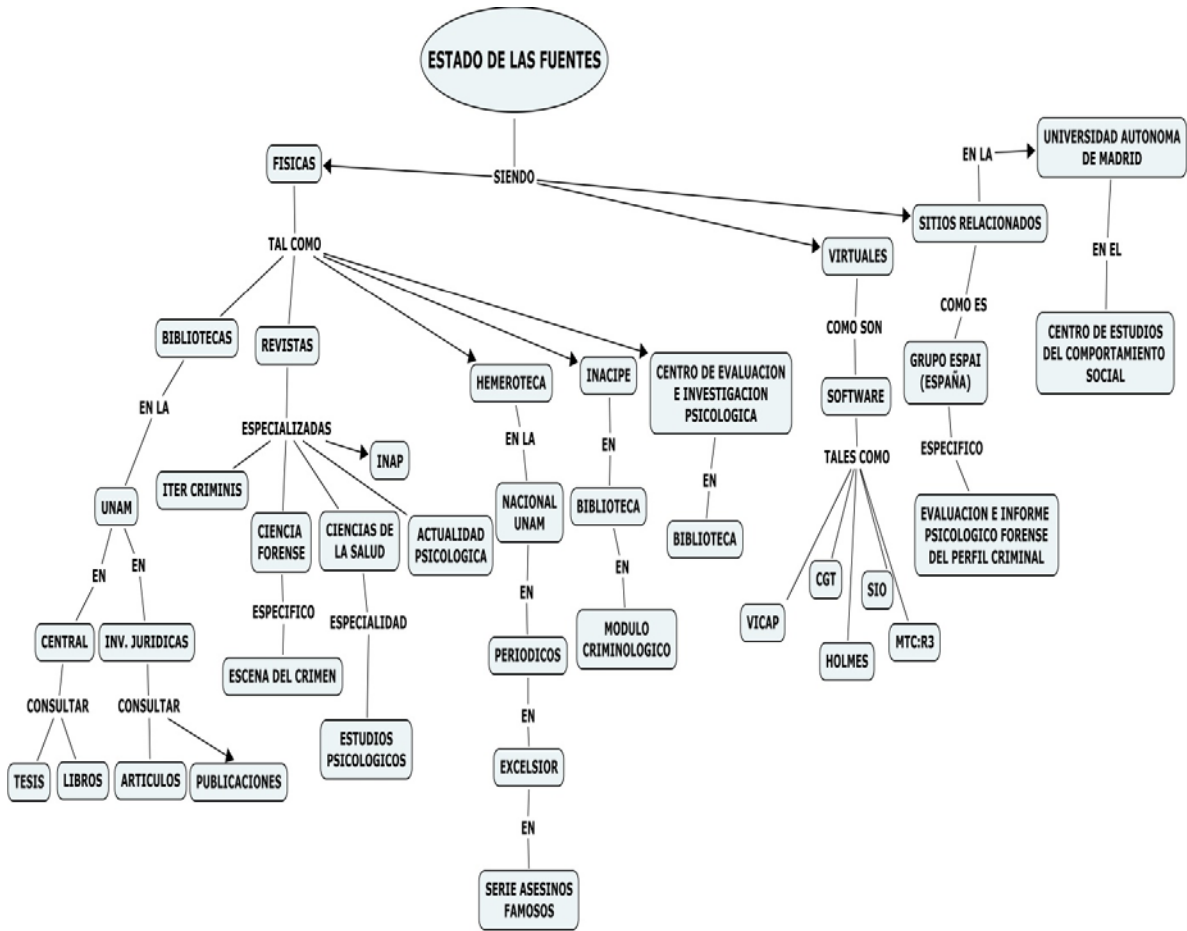 ESTADO DE LAS FUENTES
SIENDO
FISICAS
TAL COMO
BIBLIOTECAS
EN LA
UNAM
EN
EN
CENTRAL
INV. JURIDICAS
CONSULTAR
CONSULTAR
TESIS
LIBROS
ARTICULOS
PUBLICACIONES
REVISTAS
ESPECIALIZADAS
ITER CRIMINIS
CIENCIA
FORENSE
ESPECIFICO
ESCENA DEL CRIMEN
CIENCIAS DE
LA SALUD
ESPECIALIDAD
ESTUDIOS
PSICOLOGICOS
ACTUALIDAD
PSICOLOGICA
INAP
HEMEROTECA
EN LA
NACIONAL
UNAM
EN
PERIODICOS
EN
EXCELSIOR
EN
SERIE ASESINOS
FAMOSOS
INACIPE
EN
BIBLIOTECA
EN
MODULO
CRIMINOLOGICO
CENTRO DE EVALUACION
E INVESTIGACION
PSICOLOGICA
EN
BIBLIOTECA
VIRTUALES
COMO SON
SOFTWARE
TALES COMO
VICAP
CGT
HOLMES
SIO
MTC:R3
SITIOS RELACIONADOS
COMO ES
GRUPO ESPAI
(ESPAÑA)
ESPECIFICO
EVALUACION E INFORME
PSICOLOGICO FORENSE
DEL PERFIL CRIMINAL
EN LA
UNIVERSIDAD AUTONOMA
DE MADRID
EN EL
CENTRO DE ESTUDIOS
DEL COMPORTAMIENTO
SOCIAL